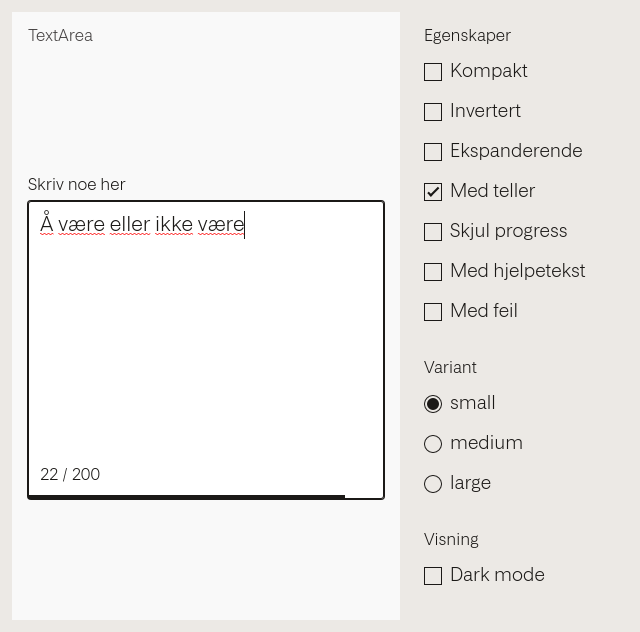 TextArea
Skriv noe her
Å være eller ikke være
22 / 200
Egenskaper
Kompakt
Invertert
Ekspanderende
Med teller
Skjul progress
Med hjelpetekst
Med feil
Variant
small
medium
large
Visning
Dark mode